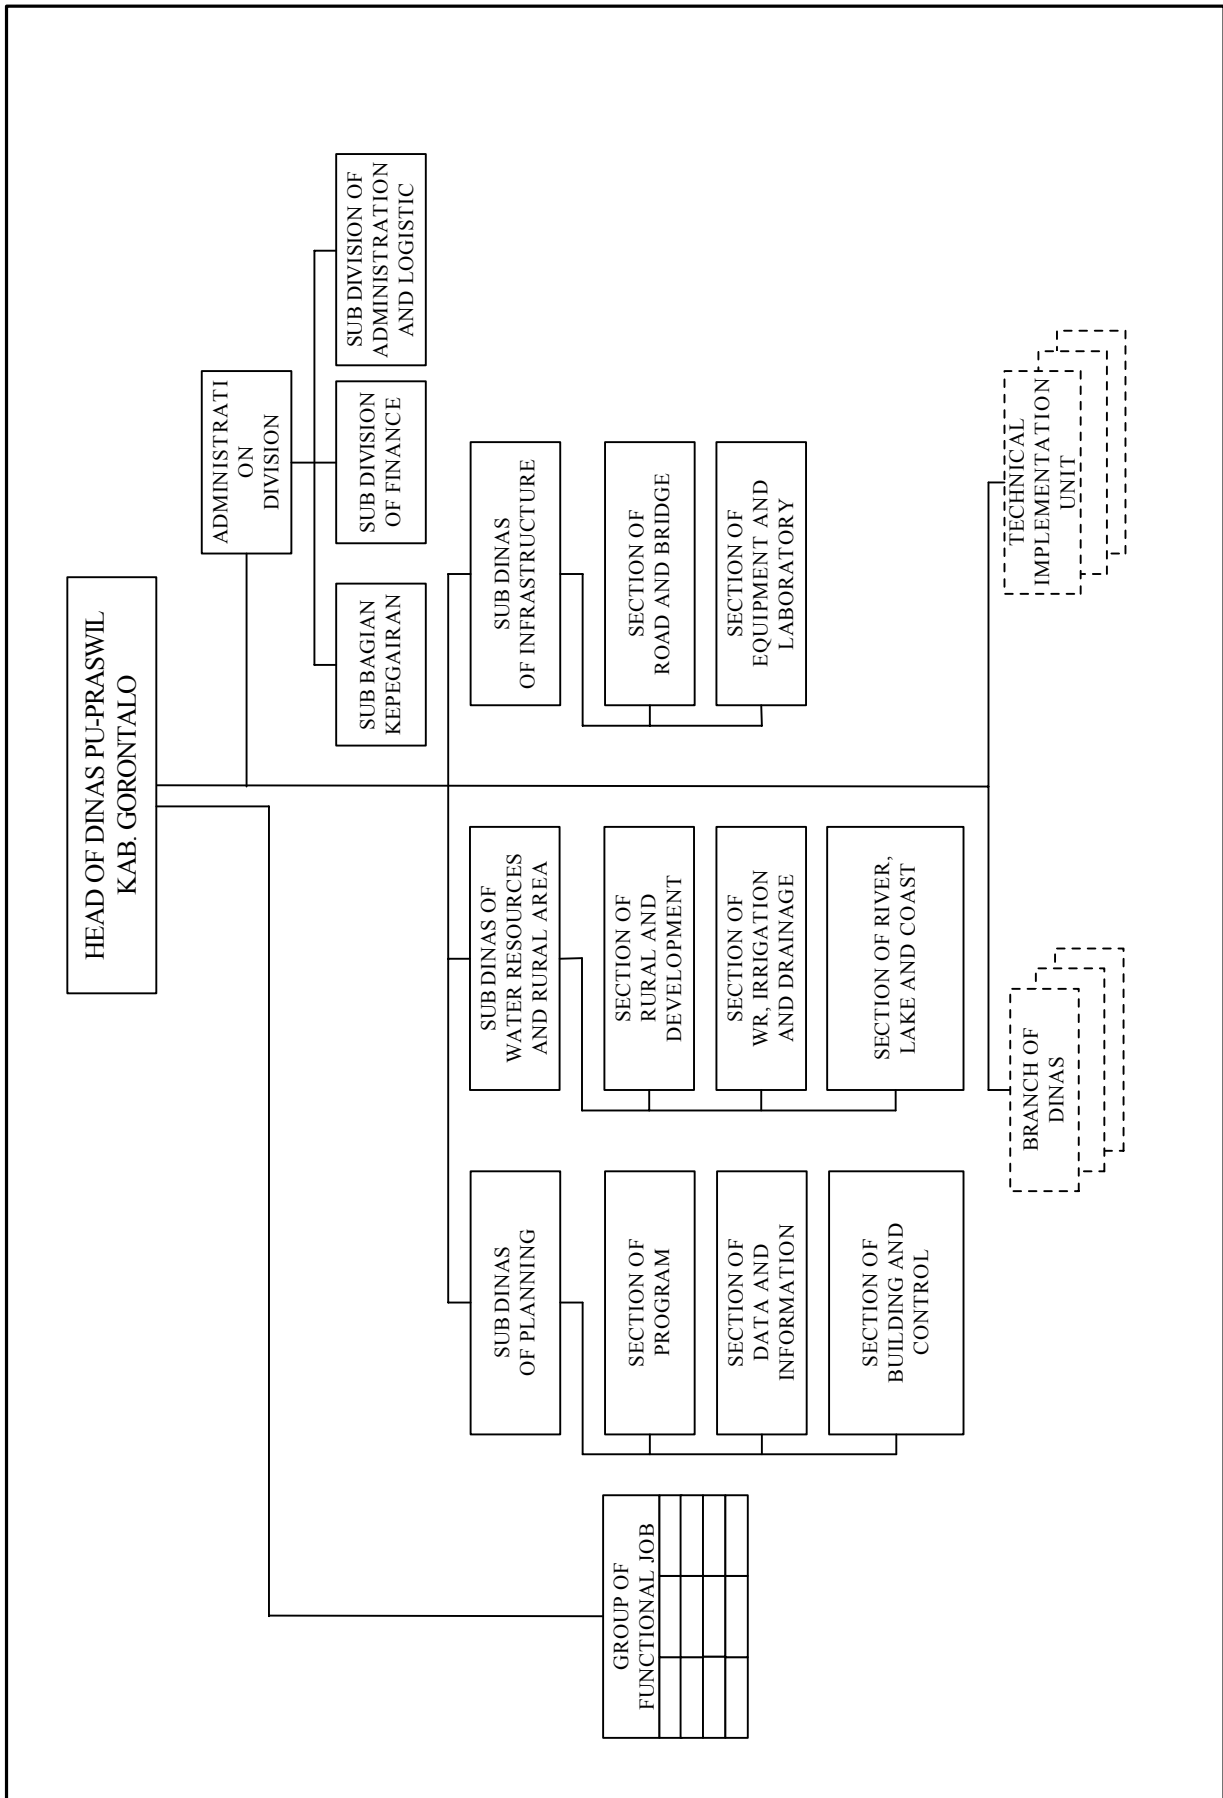 HEAD OF DINAS PU-PRASWIL
KAB. GORONTALO
ADMINISTRATI
ON
DIVISION
SUB BAGIAN
KEPEGAIRAN
SUB DIVISION
OF FINANCE
SUB DIVISION OF
ADMINISTRATION
AND LOGISTIC
GROUP OF
FUNCTIONAL JOB
SUB DINAS
OF PLANNING
SECTION OF
PROGRAM
SECTION OF
DATA AND
INFORMATION
SECTION OF
BUILDING AND
CONTROL
SUB DINAS OF
WATER RESOURCES
AND RURAL AREA
SECTION OF
RURAL AND
DEVELOPMENT
SECTION OF
WR, IRRIGATION
AND DRAINAGE
SECTION OF RIVER,
LAKE AND COAST
SUB DINAS
OF INFRASTRUCTURE
SECTION OF
ROAD AND BRIDGE
SECTION OF
EQUIPMENT AND
LABORATORY
BRANCH OF
DINAS
TECHNICAL
IMPLEMENTATION
UNIT